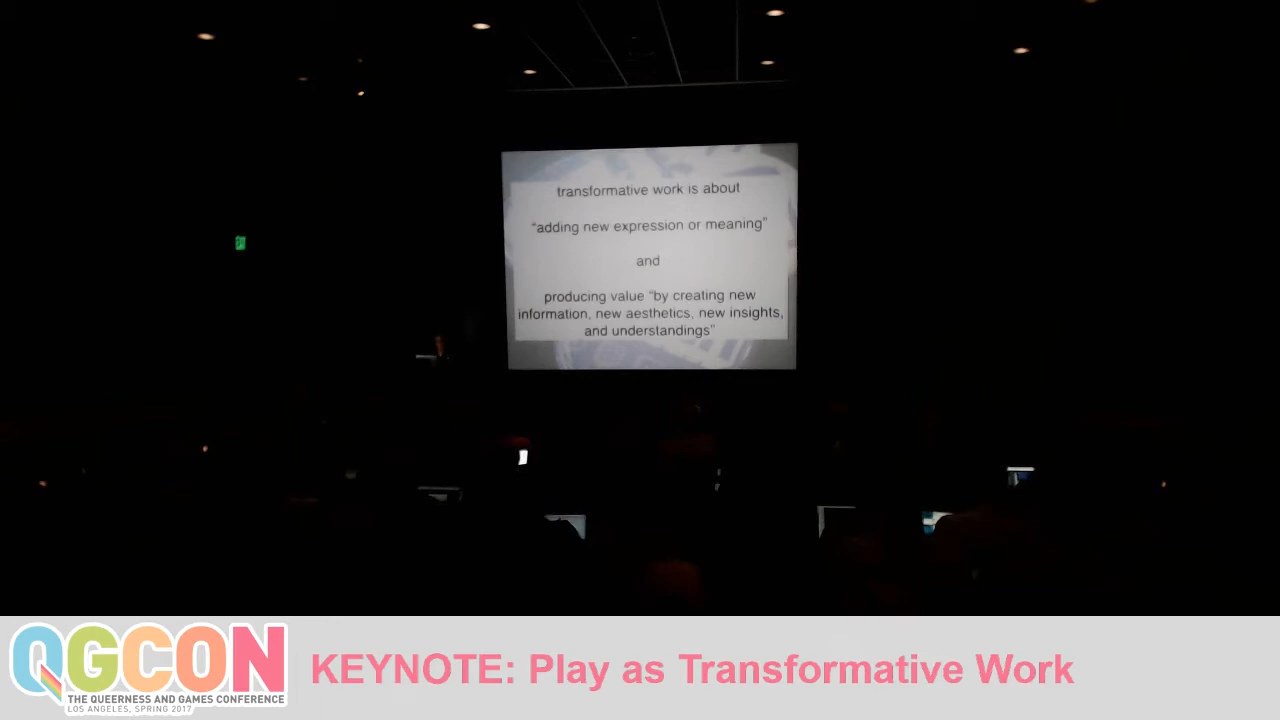 transformative work is about
"adding new expression or meaning"
and
producing value "by creating new
information, new aesthetics, new insights,
and understandings"
QGCON
THE QUEERNESS AND GAMES CONFERENCE
LOS ANGELES, SPRING 2017
KEYNOTE: Play as Transformative Work